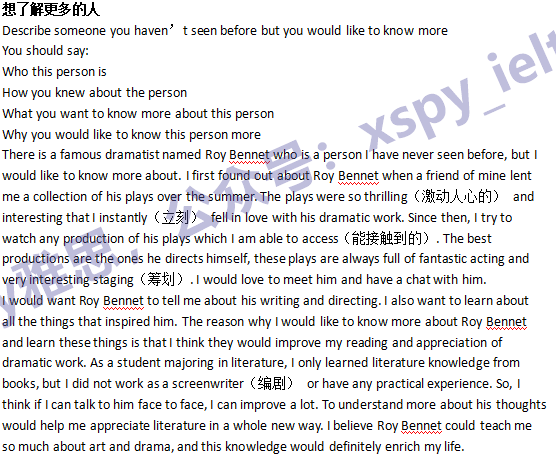 想了解更多的人
Describe someone you haven’t seen before but you would like to know more
You should say:
Who this person is
How you knew about the person
What you want to know more about this person
Why you would like to know this person more
There is a famous dramatist named Roy Bennet who is a person I have never seen before, but I
would like to know more about. I first found out about Roy Bennet when a friend of mine lent
me a collection of his plays over the summer. The plays were so thrilling（激动人心的） and
interesting that I instantly（立刻） fell in love with his dramatic work. Since then, I try to
watch any production of his plays which I am able to access（能接触到的）. The best
productions are the ones he directs himself, these plays are always full of fantastic acting and
very interesting staging（筹划）. I would love to meet him and have a chat with him.
I would want Roy Bennet to tell me about his writing and directing. I also want to learn about
all the things that inspired him. The reason why I would like to know more about Roy Bennet
and learn these things is that I think they would improve my reading and appreciation of
dramatic work. As a student majoring in literature, I only learned literature knowledge from
books, but I did not work as a screenwriter（编剧） or have any practical experience. So, I
think if I can talk to him face to face, I can improve a lot. To understand more about his thoughts
would help me appreciate literature in a whole new way. I believe Roy Bennet could teach me
so much about art and drama, and this knowledge would definitely enrich my life.
y雅思，公众号：xspy_ielt